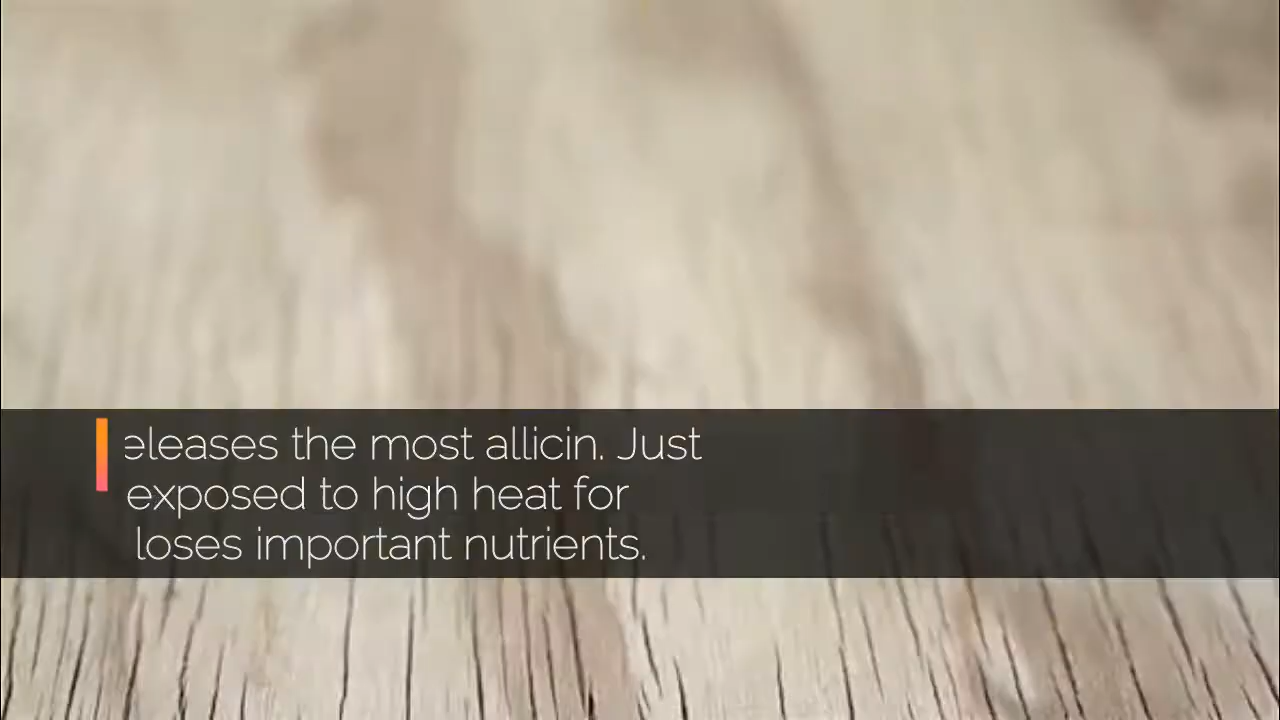 eleases the most allicin. Just
exposed to high heat for
loses important nutrients.